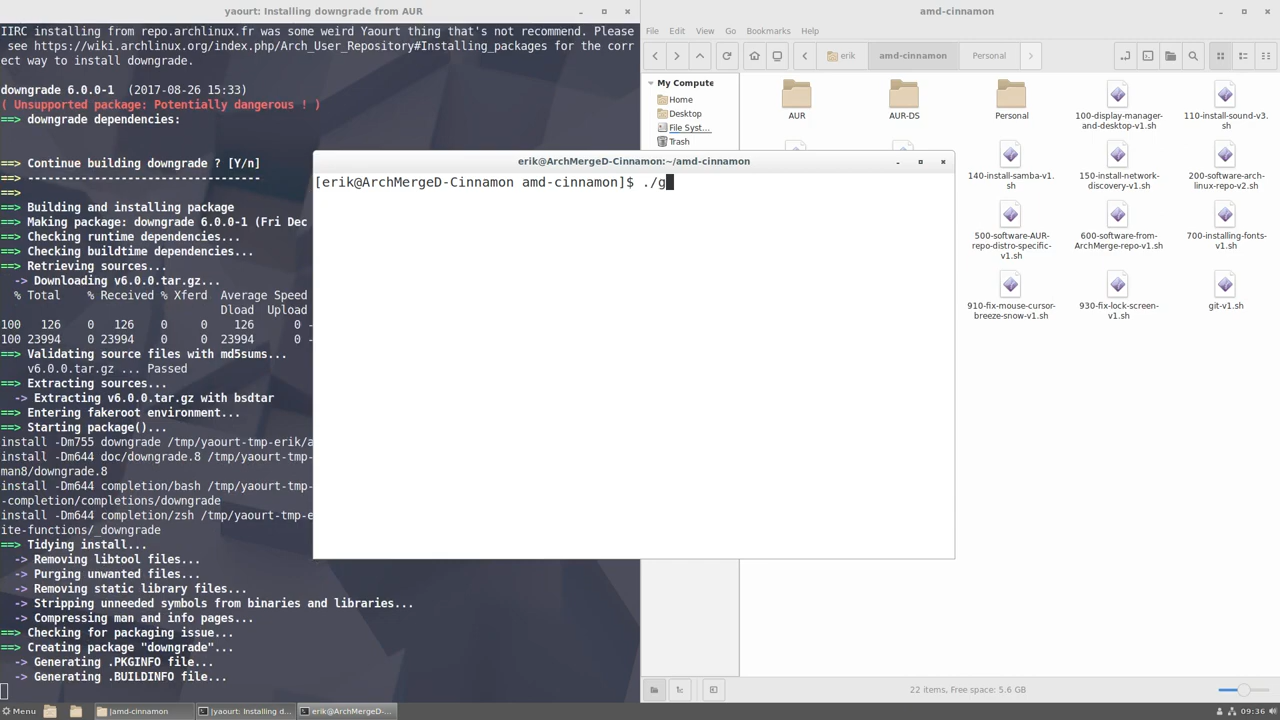 yaourt: Installing downgrade from AUR
IIRC installing from repo.archlinux.fr was some weird Yaourt thing that's not recommend. Please
see https://wiki.archlinux.org/index.php/Arch_User_Repository#Installing_packages for the corr
ect way to install downgrade.
downgrade 6.0.0-1  (2017-08-26 15:33)
( Unsupported package: Potentially dangerous ! )
==> downgrade dependencies:
==> Continue building downgrade ? [Y/n]
==> -----------------------------------
==>
==> Building and installing package
==> Making package: downgrade 6.0.0-1 (Fri Dec
==> Checking runtime dependencies...
==> Checking buildtime dependencies...
==> Retrieving sources...
-> Downloading v6.0.0.tar.gz...
% Total    % Received % Xferd  Average Speed
Dload  Upload
100   126    0   126    0     0    126      0 -
100 23994    0 23994    0     0  23994      0 -
==> Validating source files with md5sums...
v6.0.0.tar.gz ... Passed
==> Extracting sources...
-> Extracting v6.0.0.tar.gz with bsdtar
==> Entering fakeroot environment...
==> Starting package()...
install -Dm755 downgrade /tmp/yaourt-tmp-erik/a
install -Dm644 doc/downgrade.8 /tmp/yaourt-tmp-
man8/downgrade.8
install -Dm644 completion/bash /tmp/yaourt-tmp-
-completion/completions/downgrade
install -Dm644 completion/zsh /tmp/yaourt-tmp-e
ite-functions/_downgrade
==> Tidying install...
-> Removing libtool files...
-> Purging unwanted files...
-> Removing static library files...
-> Stripping unneeded symbols from binaries and libraries...
-> Compressing man and info pages...
==> Checking for packaging issue...
==> Creating package "downgrade"...
-> Generating .PKGINFO file...
-> Generating .BUILDINFO file...
erik@ArchMergeD-Cinnamon:~/amd-cinnamon
[erik@ArchMergeD-Cinnamon amd-cinnamon]$ ./g
amd-cinnamon
File Edit View Go Bookmarks Help
erik amd-cinnamon Personal
My Compute
Home
Desktop
File Syst...
Trash
AUR AUR-DS Personal 100-display-manager-and-desktop-v1.sh 110-install-sound-v3.sh
140-install-samba-v1.sh 150-install-network-discovery-v1.sh 200-software-arch-linux-repo-v2.sh
500-software-AUR-repo-distro-specific-v1.sh 600-software-from-ArchMerge-repo-v1.sh 700-installing-fonts-v1.sh
910-fix-mouse-cursor-breeze-snow-v1.sh 930-fix-lock-screen-v1.sh git-v1.sh
22 items, Free space: 5.6 GB
Menu |amd-cinnamon |yaourt: Installing d... erik@ArchMergeD-... 09:36